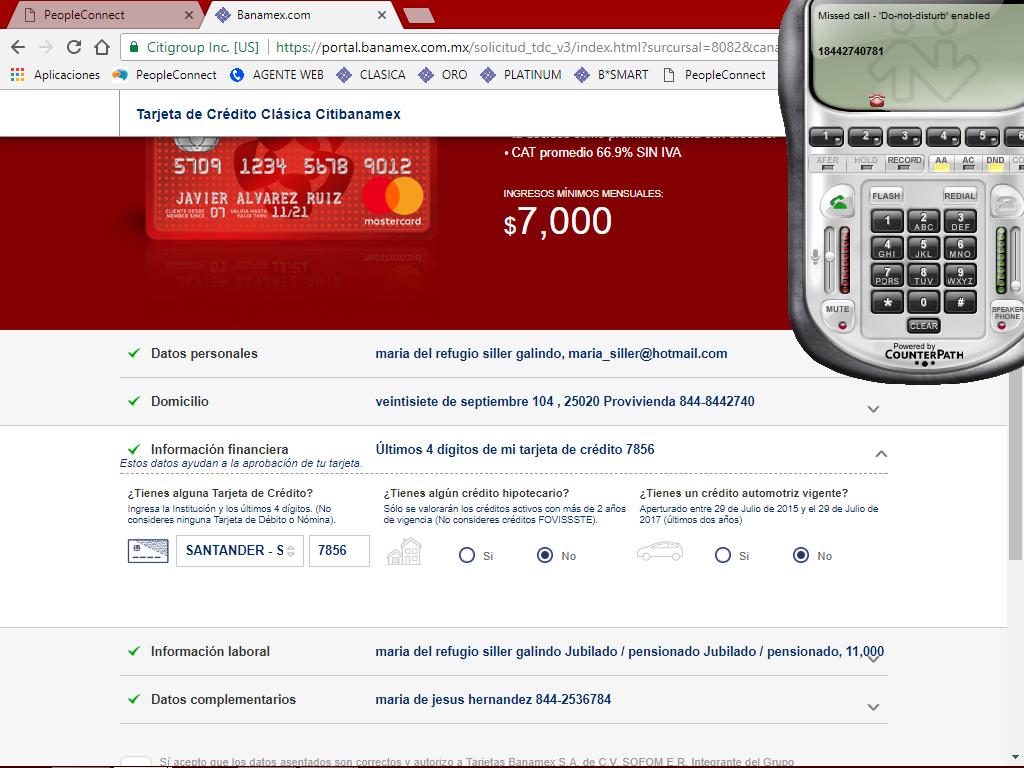 PeopleConnect
Banamex.com
Citigroup Inc. [US] https://portal.banamex.com.mx/solicitud_tdc_v3/index.html?surcursal=8082&cana
Aplicaciones PeopleConnect AGENTE WEB CLASICA ORO PLATINUM B*SMART PeopleConnect
Tarjeta de Crédito Clásica Citibanamex
• CAT promedio 66.9% SIN IVA
5709 1234 5678 9012
JAVIER ALVAREZ RUIZ
CLIENTE DESDE
MEMBER SINCE 07 VÁLIDA HASTA
VALID THRU 11/21
mastercard
INGRESOS MÍNIMOS MENSUALES:
$7,000
Datos personales maria del refugio siller galindo, maria_siller@hotmail.com
Domicilio veintisiete de septiembre 104 , 25020 Provivienda 844-8442740
Información financiera Últimos 4 dígitos de mi tarjeta de crédito 7856
Estos datos ayudan a la aprobación de tu tarjeta.
¿Tienes alguna Tarjeta de Crédito?
Ingresa la Institución y los últimos 4 dígitos. (No
consideres ninguna Tarjeta de Débito o Nómina).
SANTANDER - S 7856
¿Tienes algún crédito hipotecario?
Sólo se valorarán los créditos activos con más de 2 años
de vigencia (No consideres créditos FOVISSSTE).
Si No
¿Tienes un crédito automotriz vigente?
Aperturado entre 29 de Julio de 2015 y el 29 de Julio de
2017 (últimos dos años)
Si No
Información laboral maria del refugio siller galindo Jubilado / pensionado Jubilado / pensionado, 11,000
Datos complementarios maria de jesus hernandez 844-2536784
Sí acepto que los datos asentados son correctos y autorizo a Tarjetas Banamex S.A. de C.V. SOFOM E.R. Integrante del Grupo
Missed call - 'Do-not-disturb' enabled
18442740781
1 2 3 4 5 6
XFER HOLD RECORD AA AC DND CO
FLASH REDIAL
1 2 ABC 3 DEF
4 GHI 5 JKL 6 MNO
7 PQRS 8 TUV 9 WXYZ
* 0 #
MUTE
SPEAKER
PHONE
CLEAR
Powered by
COUNTERPATH